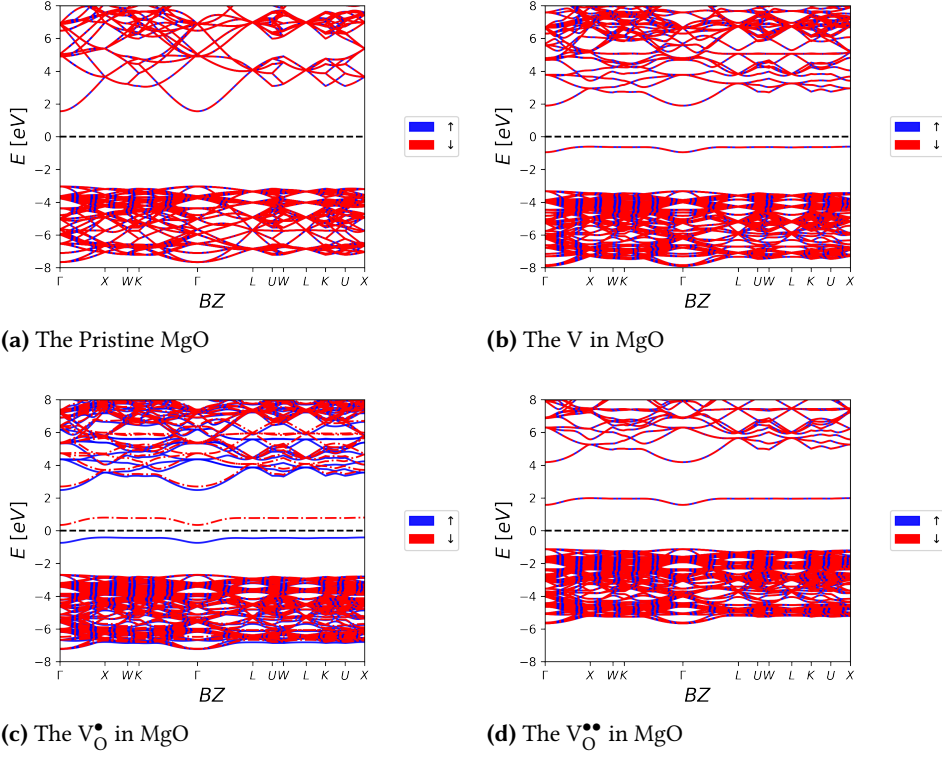 8
6
4
2
0
−2
−4
−6
−8
E [eV]
Γ X W K Γ L U W L K U X
BZ
↑
↓
(a) The Pristine MgO
8
6
4
2
0
−2
−4
−6
−8
E [eV]
Γ X W K Γ L U W L K U X
BZ
↑
↓
(b) The V in MgO
8
6
4
2
0
−2
−4
−6
−8
E [eV]
Γ X W K Γ L U W L K U X
BZ
↑
↓
(c) The V•O in MgO
8
6
4
2
0
−2
−4
−6
−8
E [eV]
Γ X W K Γ L U W L K U X
BZ
↑
↓
(d) The V••O in MgO